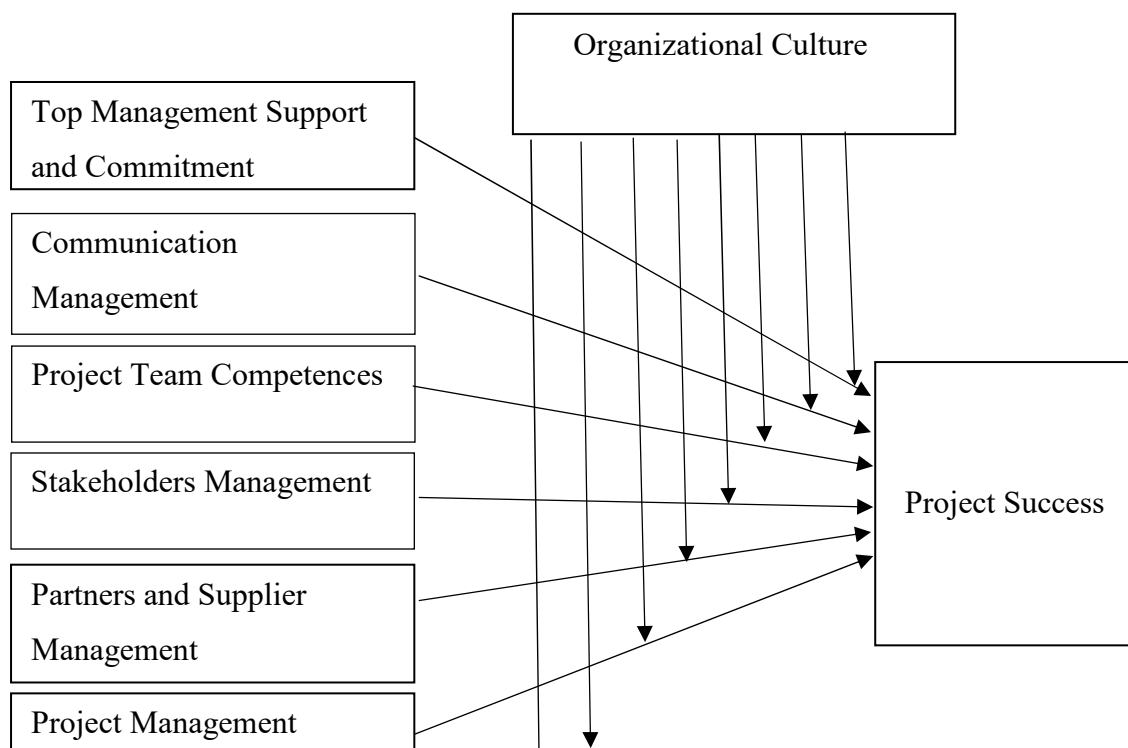 Organizational Culture
Top Management Support
and Commitment
Communication
Management
Project Team Competences
Stakeholders Management
Project Success
Partners and Supplier
Management
Project Management